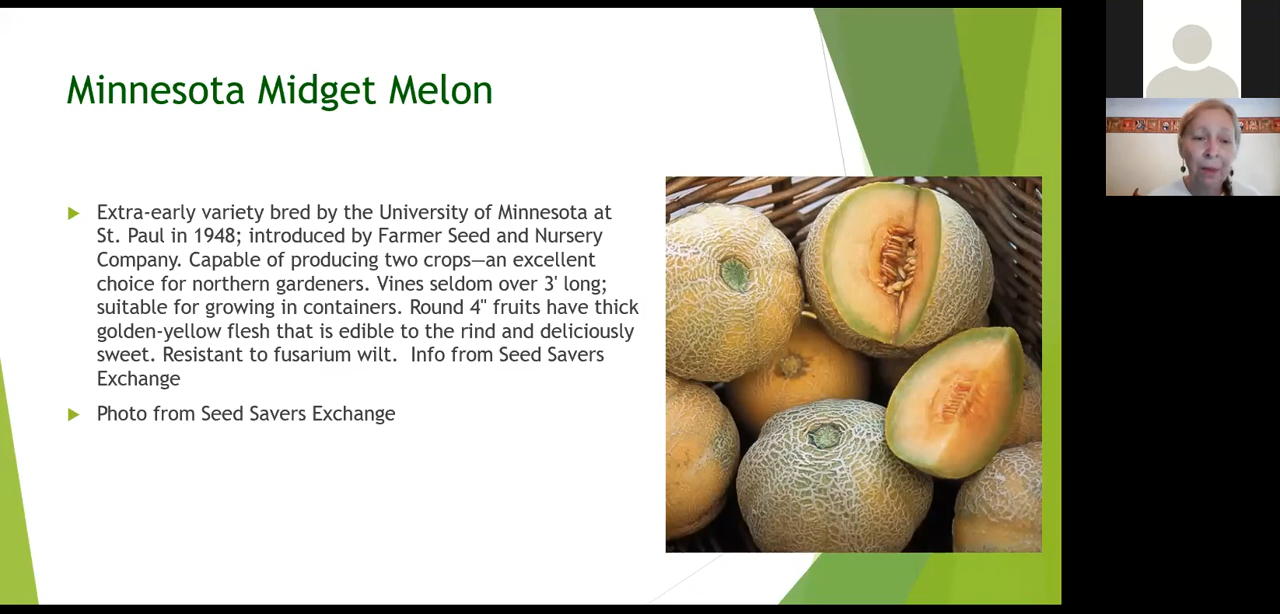 Minnesota Midget Melon
Extra-early variety bred by the University of Minnesota at
St. Paul in 1948; introduced by Farmer Seed and Nursery
Company. Capable of producing two crops—an excellent
choice for northern gardeners. Vines seldom over 3' long;
suitable for growing in containers. Round 4" fruits have thick
golden-yellow flesh that is edible to the rind and deliciously
sweet. Resistant to fusarium wilt.  Info from Seed Savers
Exchange
Photo from Seed Savers Exchange